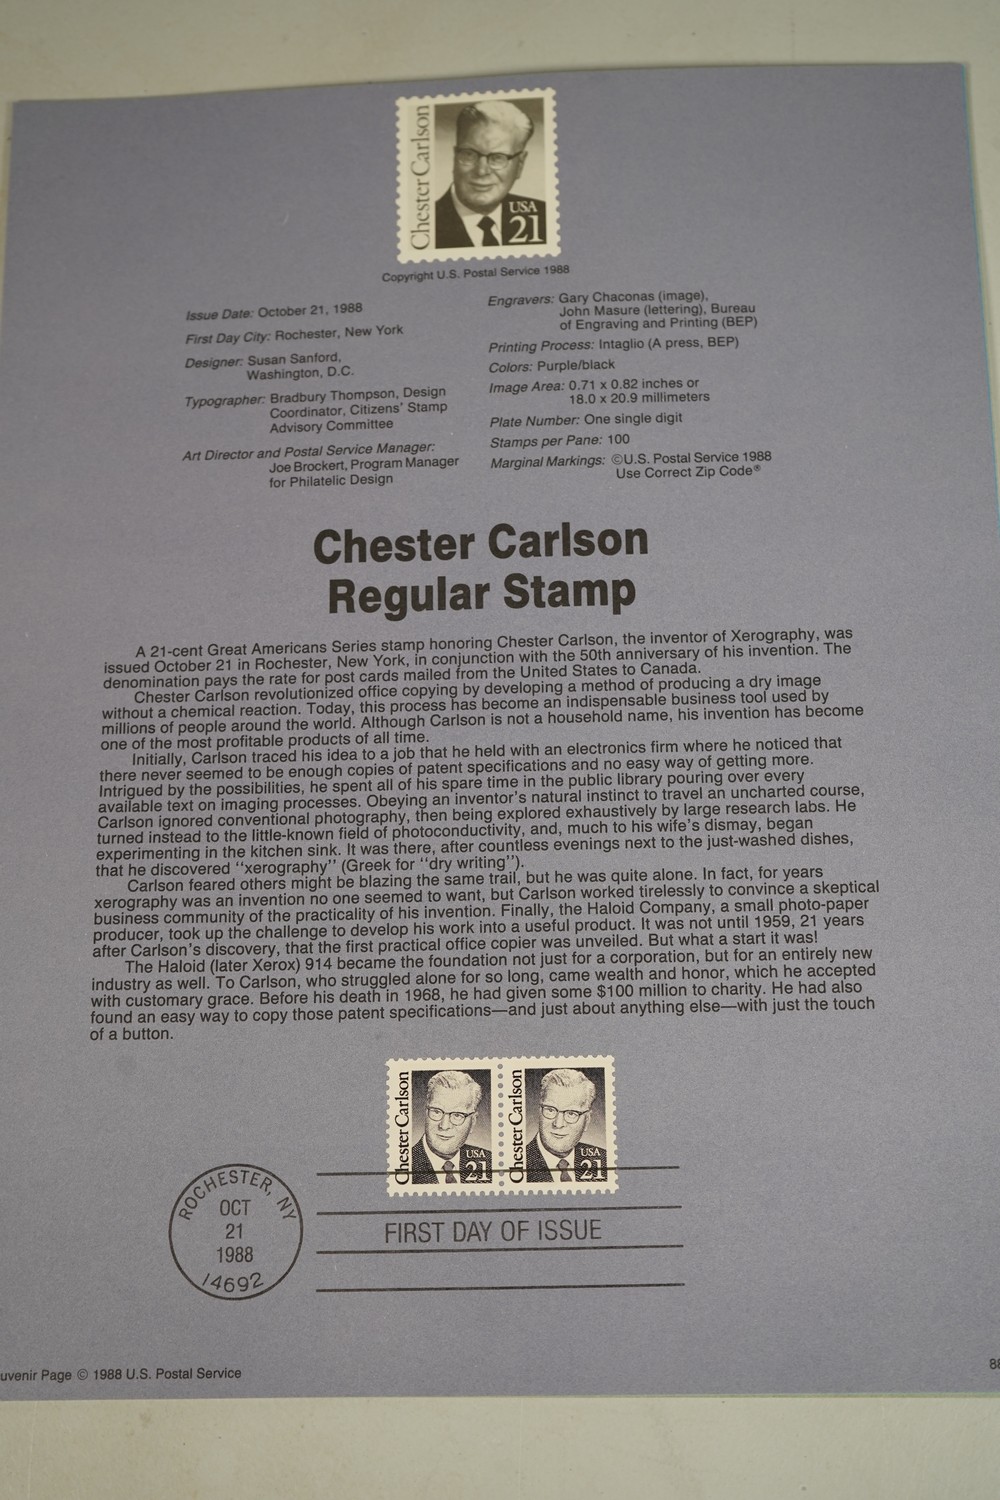 Chester Carlson
USA
21
Copyright U.S. Postal Service 1988
Issue Date: October 21, 1988
First Day City: Rochester, New York
Designer: Susan Sanford,
Washington, D.C.
Typographer: Bradbury Thompson, Design
Coordinator, Citizens' Stamp
Advisory Committee
Art Director and Postal Service Manager:
Joe Brockert, Program Manager
for Philatelic Design
Engravers: Gary Chaconas (image),
John Masure (lettering), Bureau
of Engraving and Printing (BEP)
Printing Process: Intaglio (A press, BEP)
Colors: Purple/black
Image Area: 0.71 x 0.82 inches or
18.0 x 20.9 millimeters
Plate Number: One single digit
Stamps per Pane: 100
Marginal Markings: ©U.S. Postal Service 1988
Use Correct Zip Code®
Chester Carlson
Regular Stamp
A 21-cent Great Americans Series stamp honoring Chester Carlson, the inventor of Xerography, was
issued October 21 in Rochester, New York, in conjunction with the 50th anniversary of his invention. The
denomination pays the rate for post cards mailed from the United States to Canada.
Chester Carlson revolutionized office copying by developing a method of producing a dry image
without a chemical reaction. Today, this process has become an indispensable business tool used by
millions of people around the world. Although Carlson is not a household name, his invention has become
one of the most profitable products of all time.
Initially, Carlson traced his idea to a job that he held with an electronics firm where he noticed that
there never seemed to be enough copies of patent specifications and no easy way of getting more.
Intrigued by the possibilities, he spent all of his spare time in the public library pouring over every
available text on imaging processes. Obeying an inventor's natural instinct to travel an uncharted course,
Carlson ignored conventional photography, then being explored exhaustively by large research labs. He
turned instead to the little-known field of photoconductivity, and, much to his wife's dismay, began
experimenting in the kitchen sink. It was there, after countless evenings next to the just-washed dishes,
that he discovered "xerography" (Greek for "dry writing").
Carlson feared others might be blazing the same trail, but he was quite alone. In fact, for years
xerography was an invention no one seemed to want, but Carlson worked tirelessly to convince a skeptical
business community of the practicality of his invention. Finally, the Haloid Company, a small photo-paper
producer, took up the challenge to develop his work into a useful product. It was not until 1959, 21 years
after Carlson's discovery, that the first practical office copier was unveiled. But what a start it was!
The Haloid (later Xerox) 914 became the foundation not just for a corporation, but for an entirely new
industry as well. To Carlson, who struggled alone for so long, came wealth and honor, which he accepted
with customary grace. Before his death in 1968, he had given some $100 million to charity. He had also
found an easy way to copy those patent specifications—and just about anything else—with just the touch
of a button.
Chester Carlson
USA
21
Chester Carlson
USA
21
ROCHESTER, NY
OCT
21
1988
14692
FIRST DAY OF ISSUE
uvenir Page © 1988 U.S. Postal Service
88